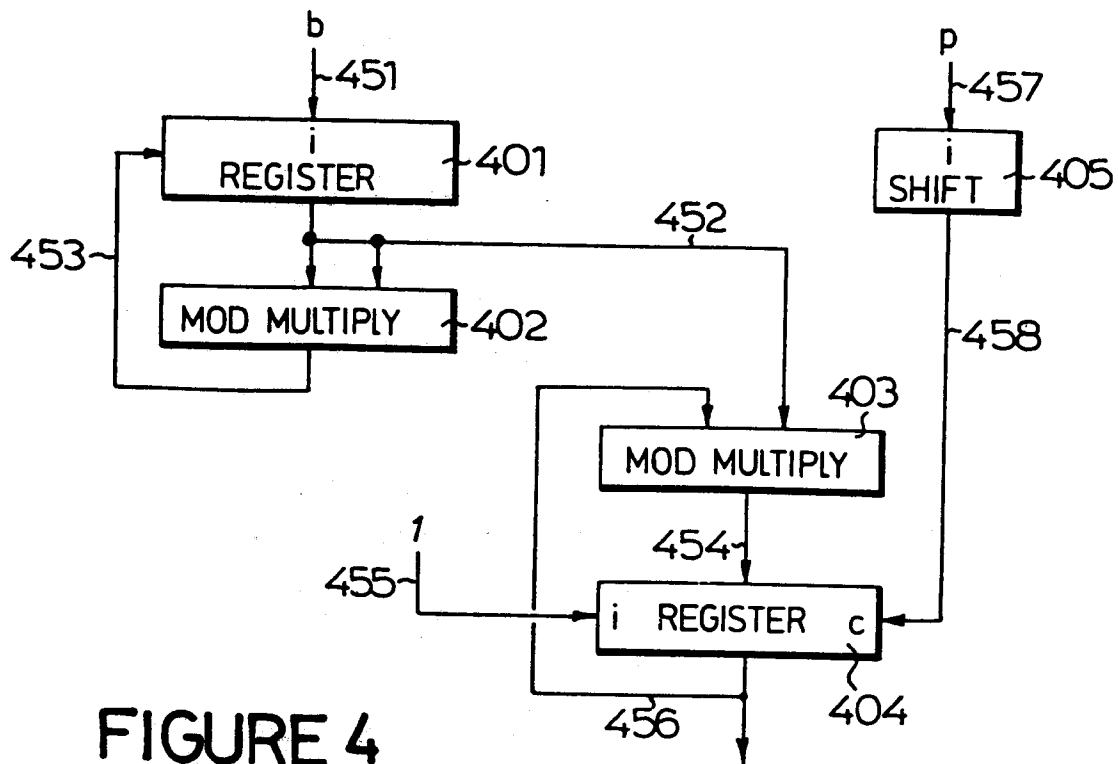 b
p
451
457
i
REGISTER
401
i
SHIFT
405
452
453
MOD MULTIPLY
402
458
403
MOD MULTIPLY
1
454
455
i REGISTER c
456
404
FIGURE 4